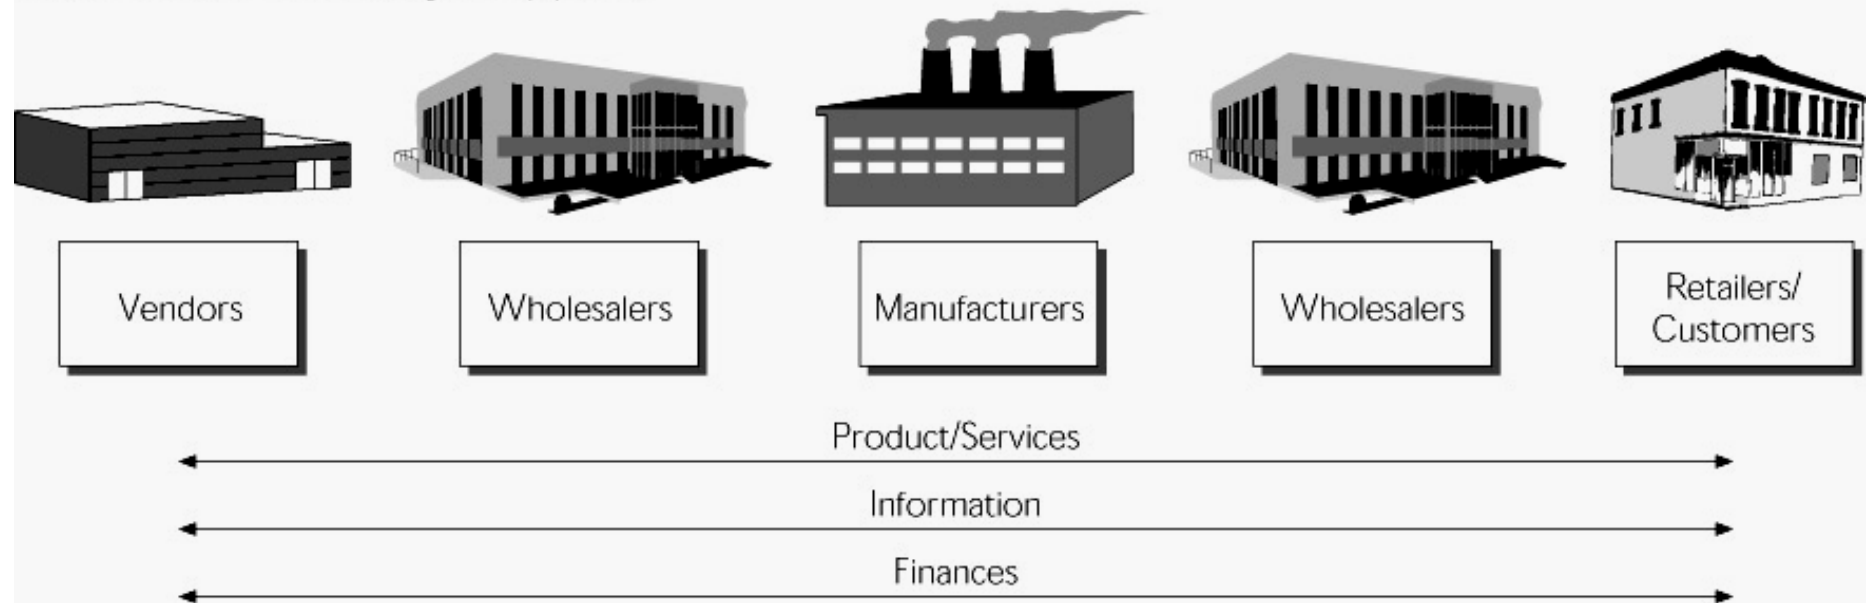 Vendors
Wholesalers
Manufacturers
Wholesalers
Retailers/
Customers
Product/Services
Information
Finances